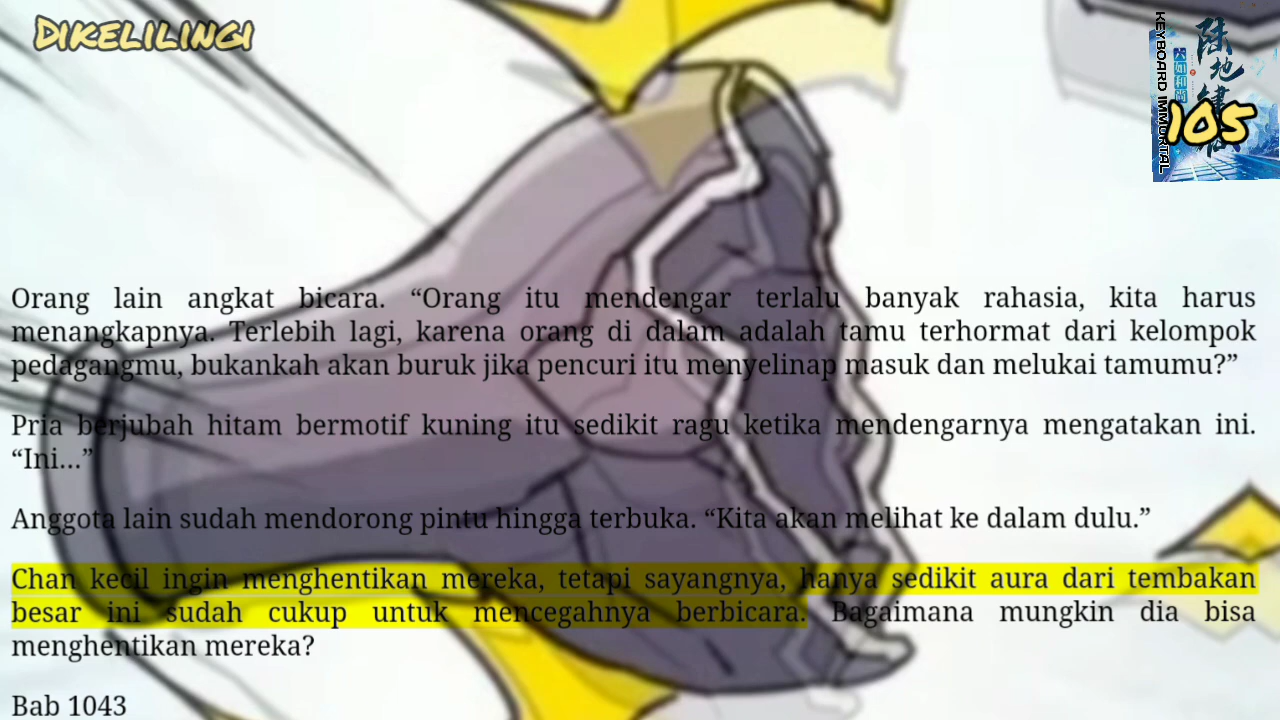 DIKELILINGI
KEYBOARD IMMORTAL
陆地键仙
105
Orang lain angkat bicara. “Orang itu mendengar terlalu banyak rahasia, kita harus
menangkapnya. Terlebih lagi, karena orang di dalam adalah tamu terhormat dari kelompok
pedagangmu, bukankah akan buruk jika pencuri itu menyelinap masuk dan melukai tamumu?”
Pria berjubah hitam bermotif kuning itu sedikit ragu ketika mendengarnya mengatakan ini.
“Ini...”
Anggota lain sudah mendorong pintu hingga terbuka. “Kita akan melihat ke dalam dulu.”
Chan kecil ingin menghentikan mereka, tetapi sayangnya, hanya sedikit aura dari tembakan
besar ini sudah cukup untuk mencegahnya berbicara. Bagaimana mungkin dia bisa
menghentikan mereka?
Bab 1043